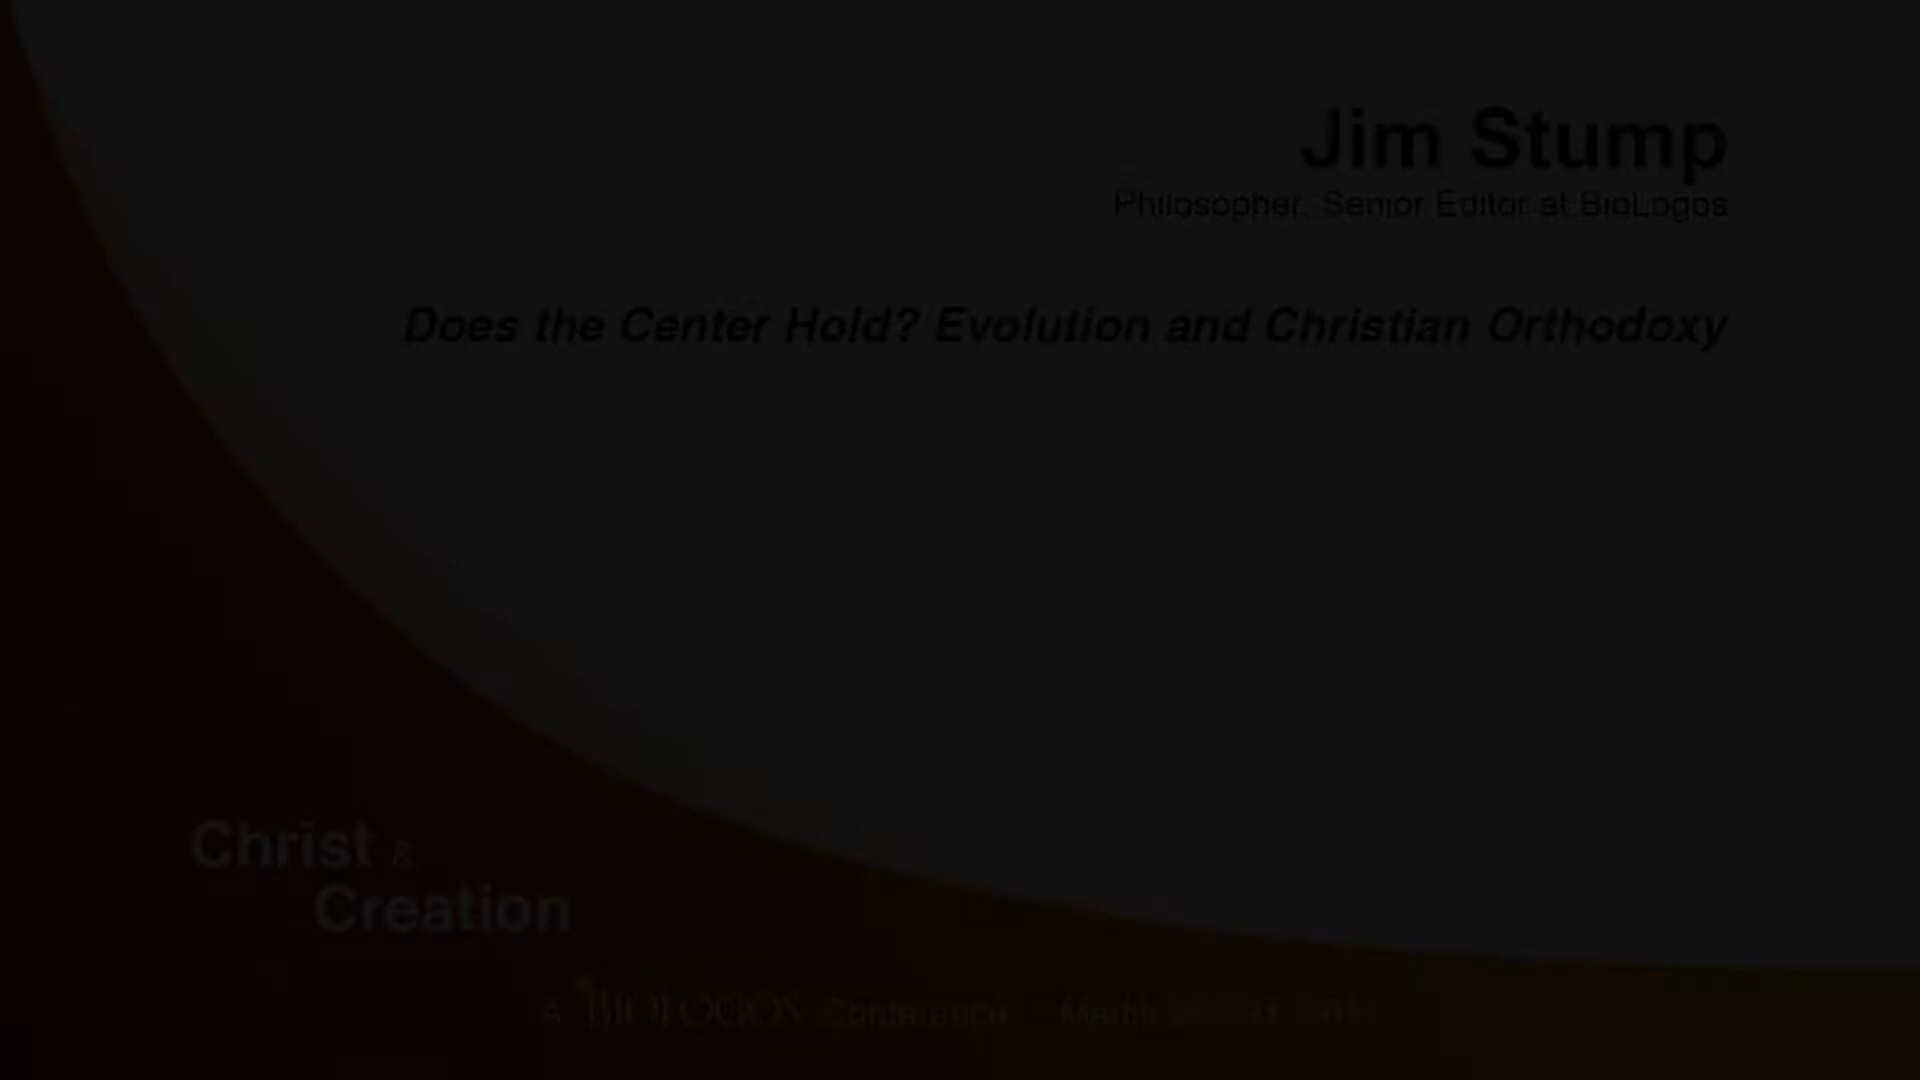 Jim Stump
Philosopher, Senior Editor at BioLogos
Does the Center Hold? Evolution and Christian Orthodoxy
Christ &
Creation
A BIOLOGOS Conference March